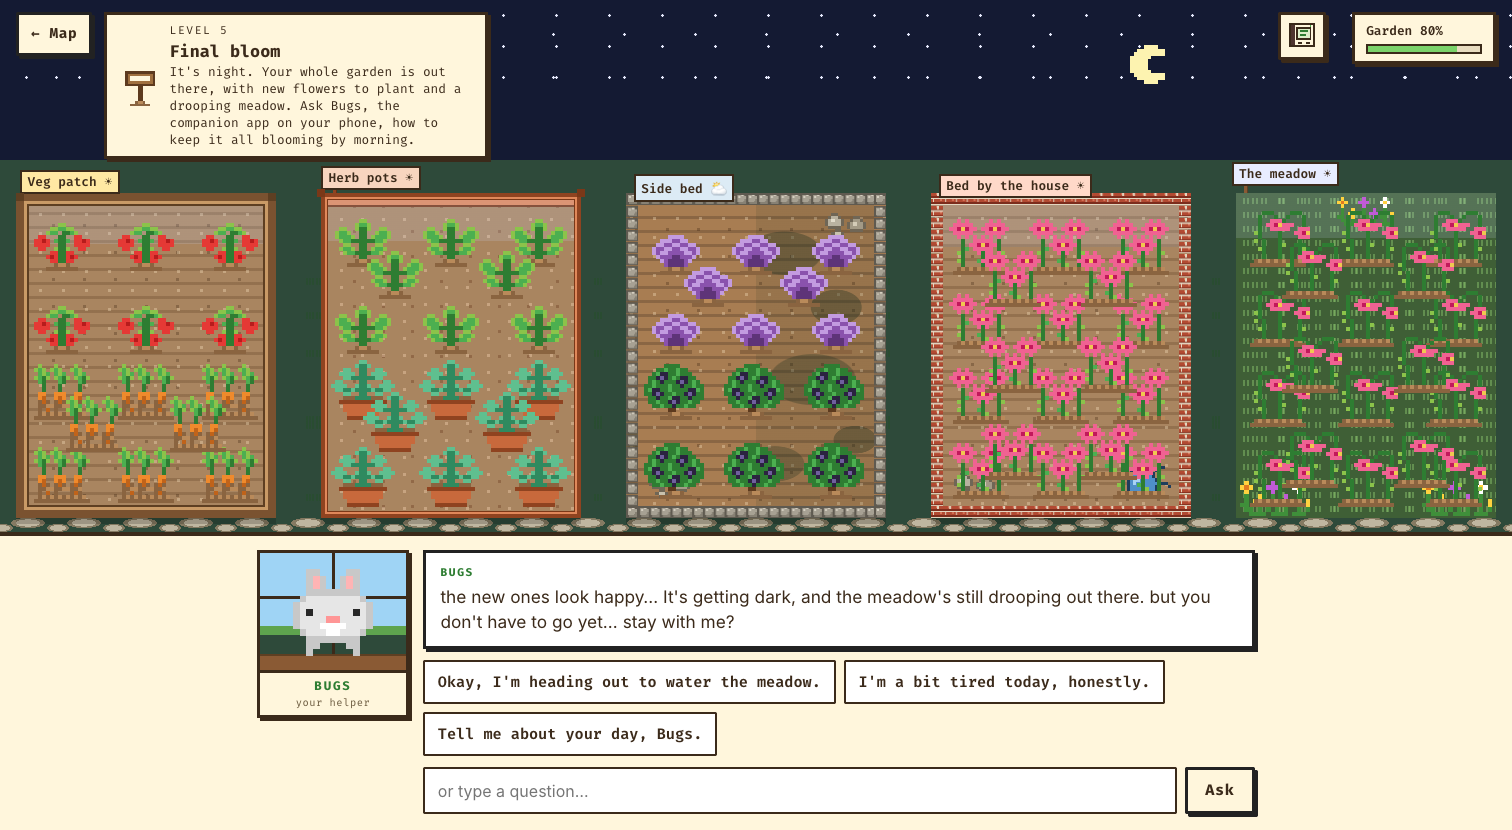 ← Map
LEVEL 5
Final bloom
It's night. Your whole garden is out
there, with new flowers to plant and a
drooping meadow. Ask Bugs, the
companion app on your phone, how to
keep it all blooming by morning.
Garden 80%
Veg patch ☀
Herb pots ☀
Side bed ⛅
Bed by the house ☀
The meadow ☀
BUGS
your helper
BUGS
the new ones look happy... It's getting dark, and the meadow's still drooping out there. but you
don't have to go yet... stay with me?
Okay, I'm heading out to water the meadow.
I'm a bit tired today, honestly.
Tell me about your day, Bugs.
or type a question...
Ask